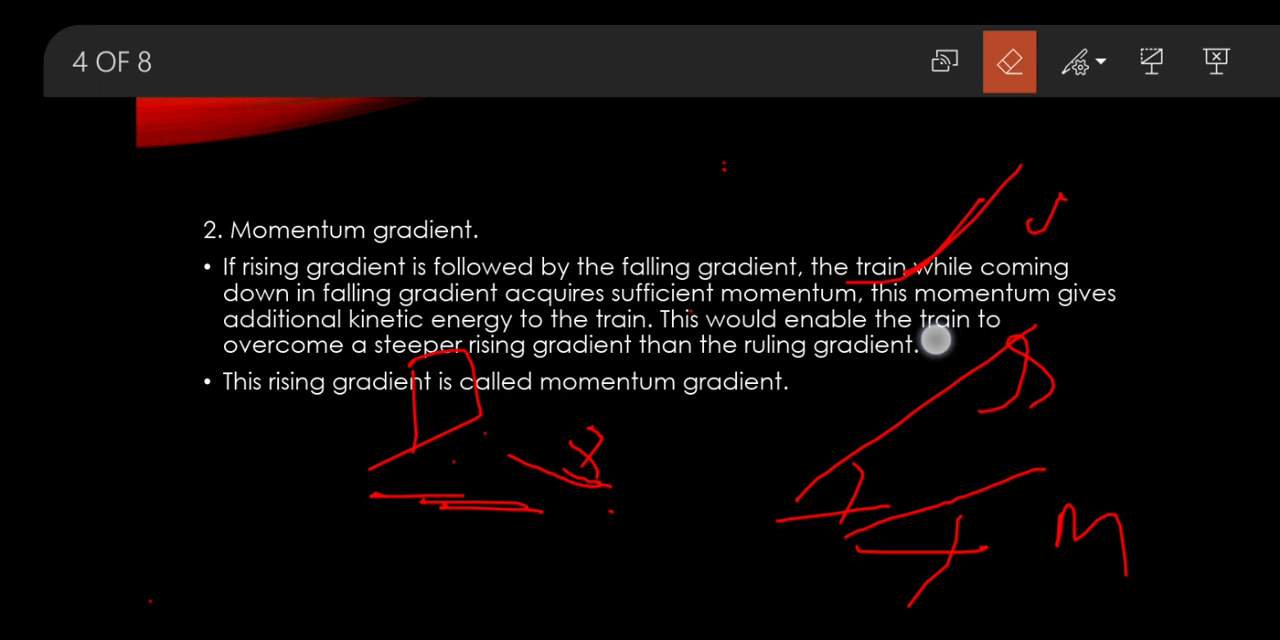 4 OF 8
2. Momentum gradient.
• If rising gradient is followed by the falling gradient, the train while coming
down in falling gradient acquires sufficient momentum, this momentum gives
additional kinetic energy to the train. This would enable the train to
overcome a steeper rising gradient than the ruling gradient.
• This rising gradient is called momentum gradient.
M